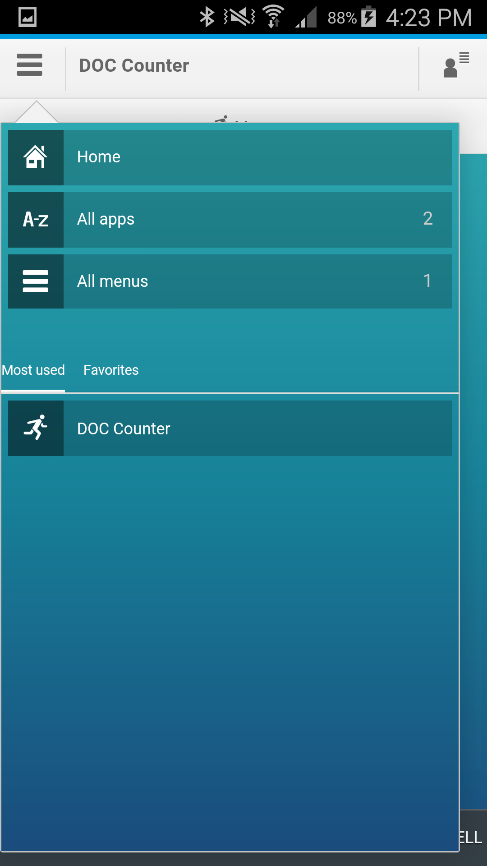 88% 4:23 PM
DOC Counter
Home
A-Z All apps 2
All menus 1
Most used Favorites
DOC Counter
ELL